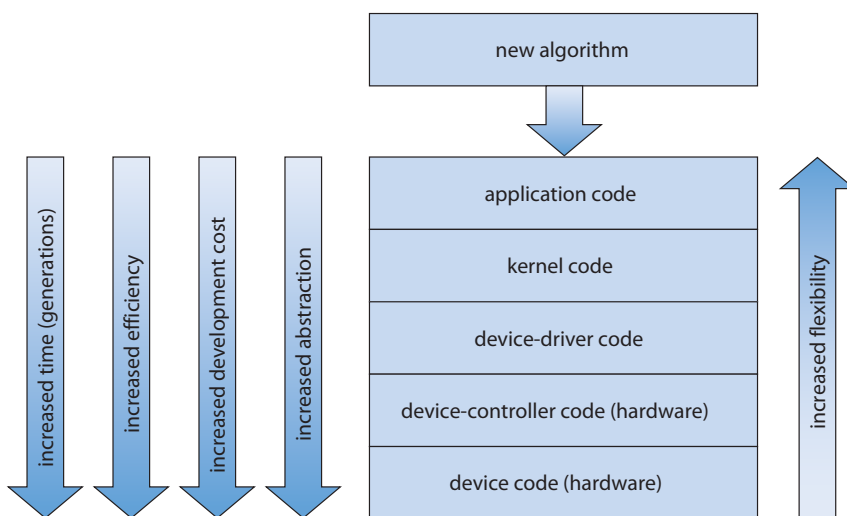 new algorithm
application code
kernel code
device-driver code
device-controller code (hardware)
device code (hardware)
increased time (generations)
increased efficiency
increased development cost
increased abstraction
increased flexibility